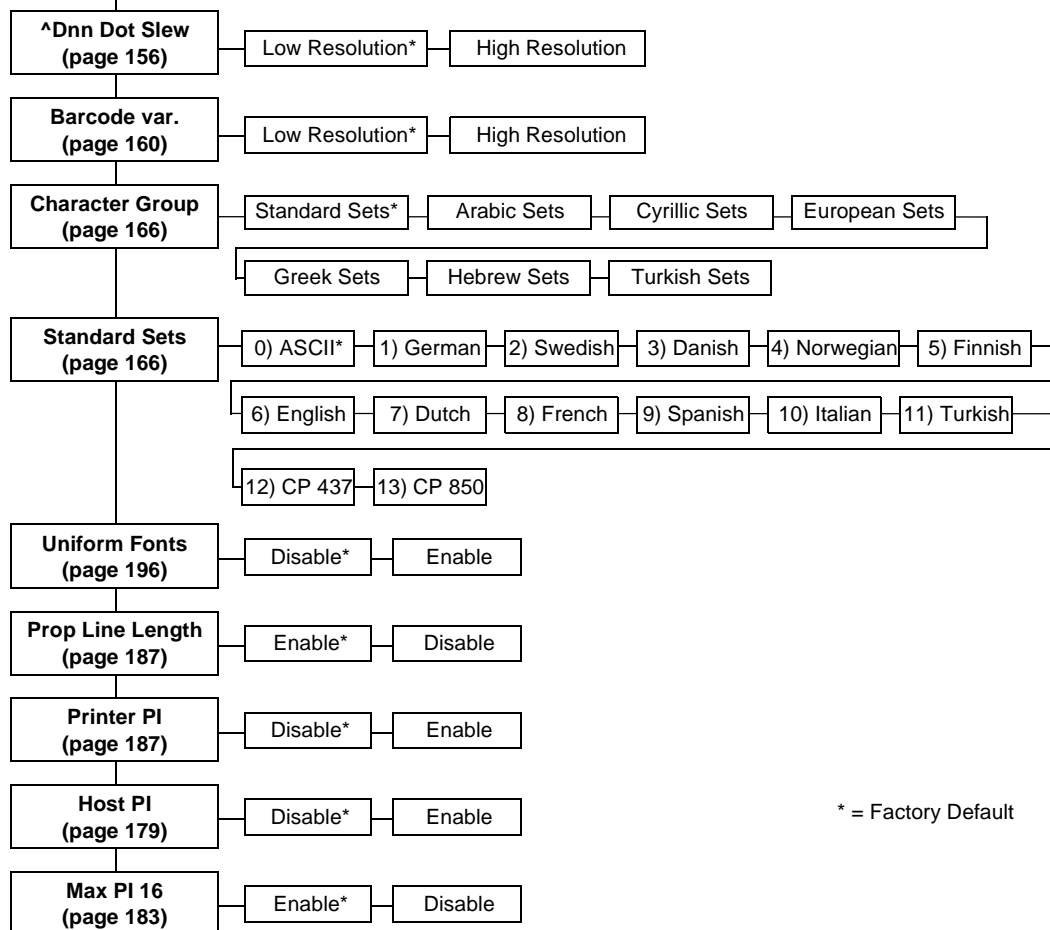 ^Dnn Dot Slew
(page 156)
Low Resolution*
High Resolution
Barcode var.
(page 160)
Low Resolution*
High Resolution
Character Group
(page 166)
Standard Sets*
Arabic Sets
Cyrillic Sets
European Sets
Greek Sets
Hebrew Sets
Turkish Sets
Standard Sets
(page 166)
0) ASCII*
1) German
2) Swedish
3) Danish
4) Norwegian
5) Finnish
6) English
7) Dutch
8) French
9) Spanish
10) Italian
11) Turkish
12) CP 437
13) CP 850
Uniform Fonts
(page 196)
Disable*
Enable
Prop Line Length
(page 187)
Enable*
Disable
Printer PI
(page 187)
Disable*
Enable
Host PI
(page 179)
Disable*
Enable
* = Factory Default
Max PI 16
(page 183)
Enable*
Disable